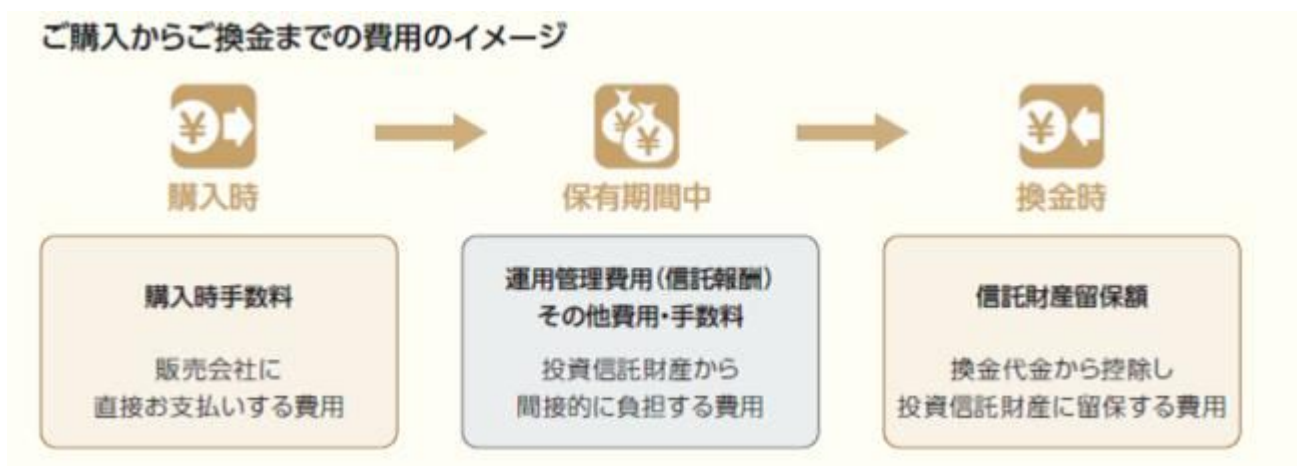 ご購入からご換金までの費用のイメージ
¥
購入時
購入時手数料
販売会社に
直接お支払いする費用
¥ ¥
保有期間中
運用管理費用(信託報酬)
その他費用・手数料
投資信託財産から
間接的に負担する費用
¥
換金時
信託財産留保額
換金代金から控除し
投資信託財産に留保する費用